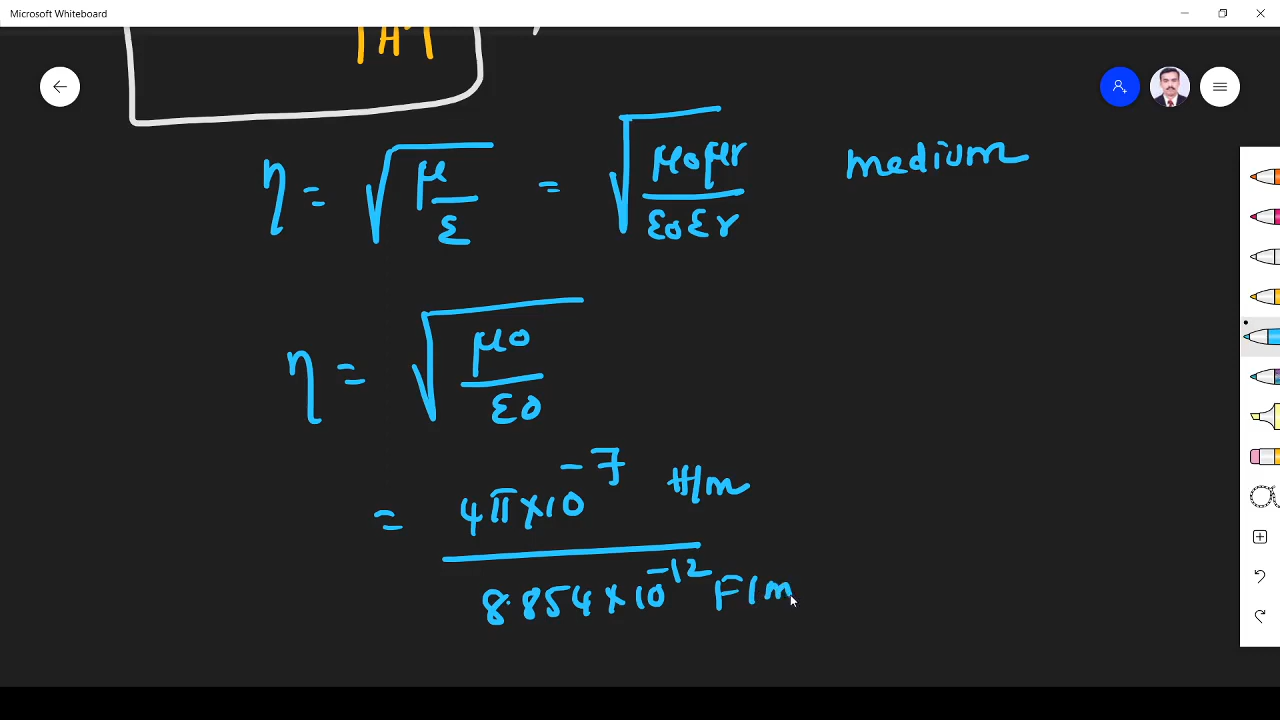 Microsoft Whiteboard
|H|
η = √μ/ε = √μ0μr/ε0εr medium
η = √μ0/ε0
= 4π×10^-7 H/m
8.854×10^-12 F/m